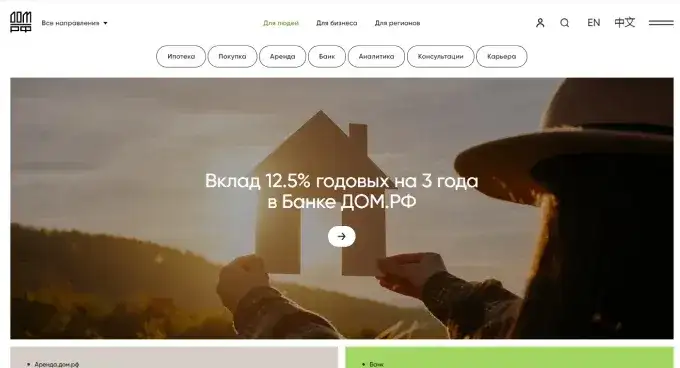 ДОМ
РФ
Все направления
Для людей
Для бизнеса
Для регионов
EN
中文
Ипотека
Покупка
Аренда
Банк
Аналитика
Консультации
Карьера
Вклад 12.5% годовых на 3 года
в Банке ДОМ.РФ
Аренда.дом.рф
Банк